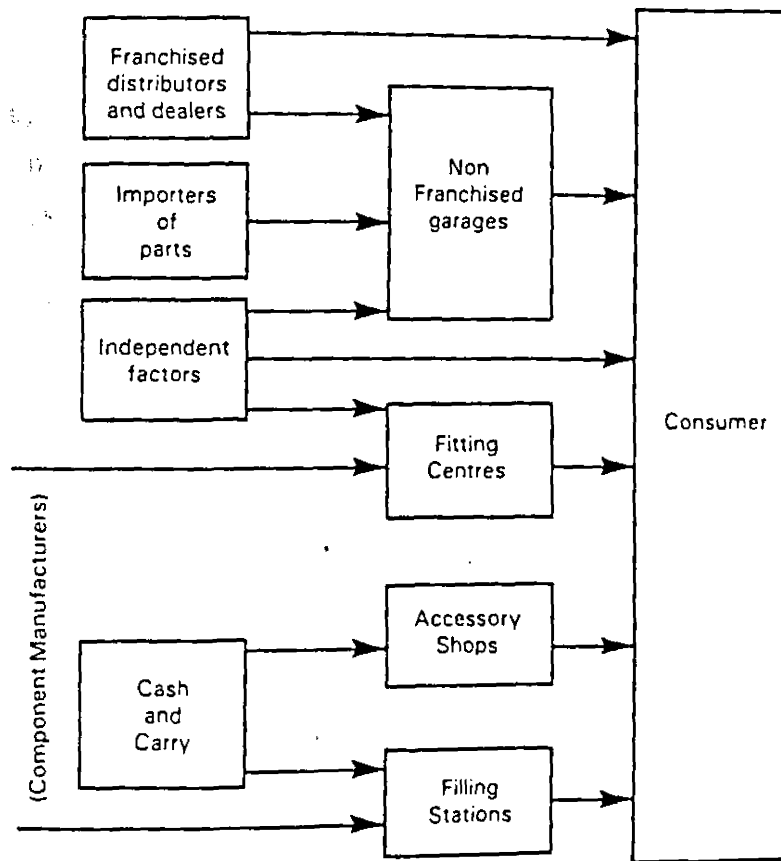 Franchised
distributors
and dealers
Non
Franchised
garages
Importers
of
parts
Independent
factors
Consumer
Fitting
Centres
(Component Manufacturers)
Accessory
Shops
Cash
and
Carry
Filling
Stations